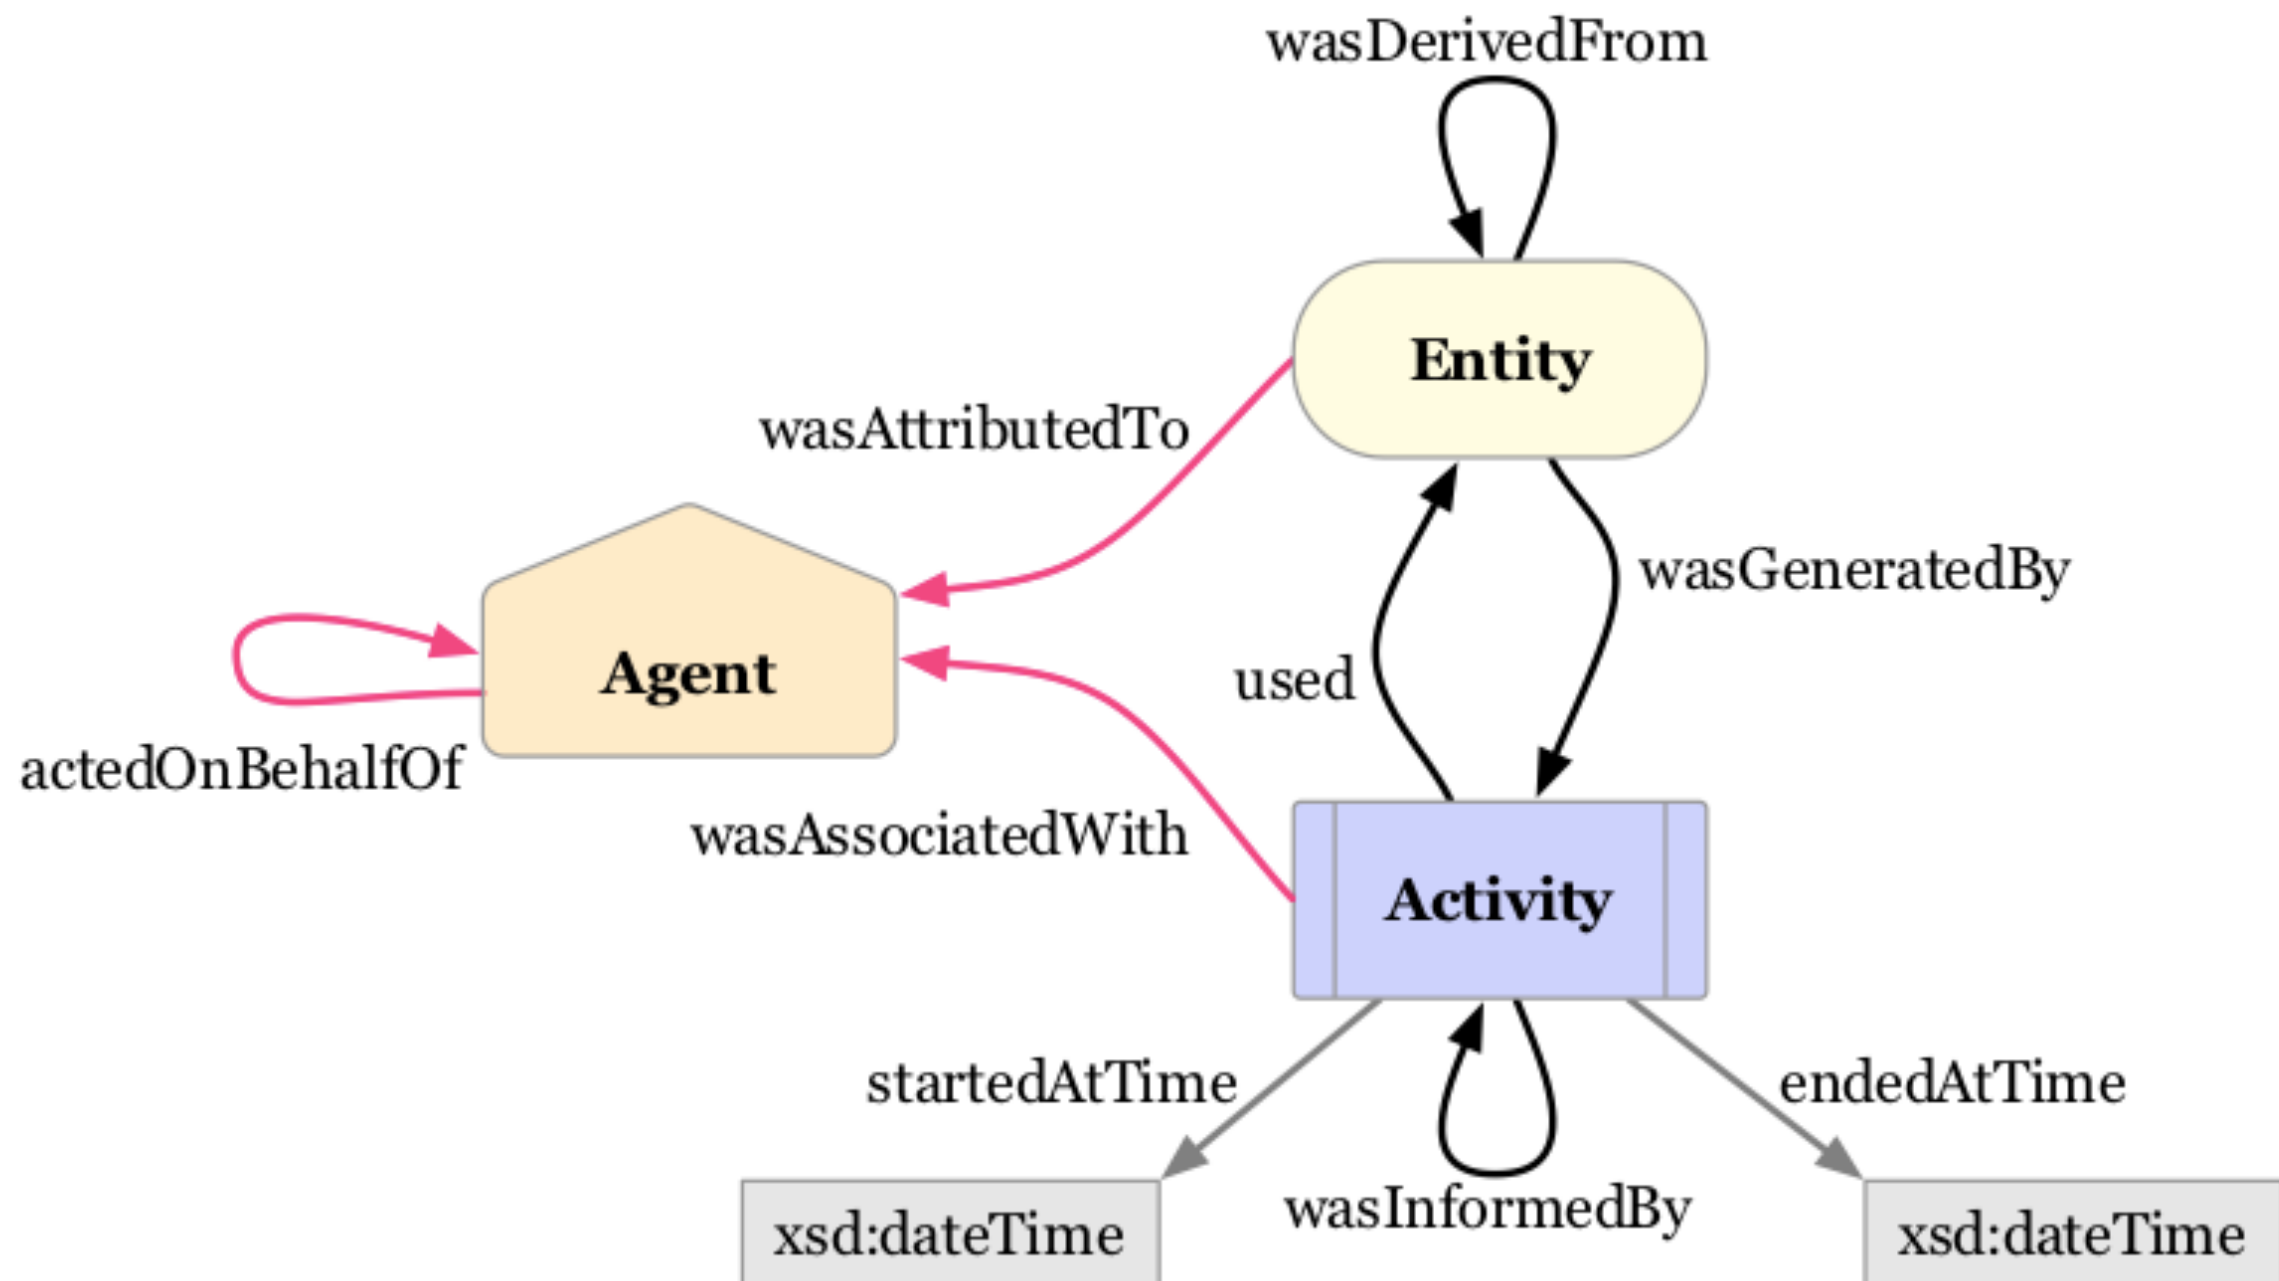 wasDerivedFrom
Entity
wasAttributedTo
wasGeneratedBy
Agent
used
actedOnBehalfOf
wasAssociatedWith
Activity
startedAtTime
endedAtTime
wasInformedBy
xsd:dateTime
xsd:dateTime